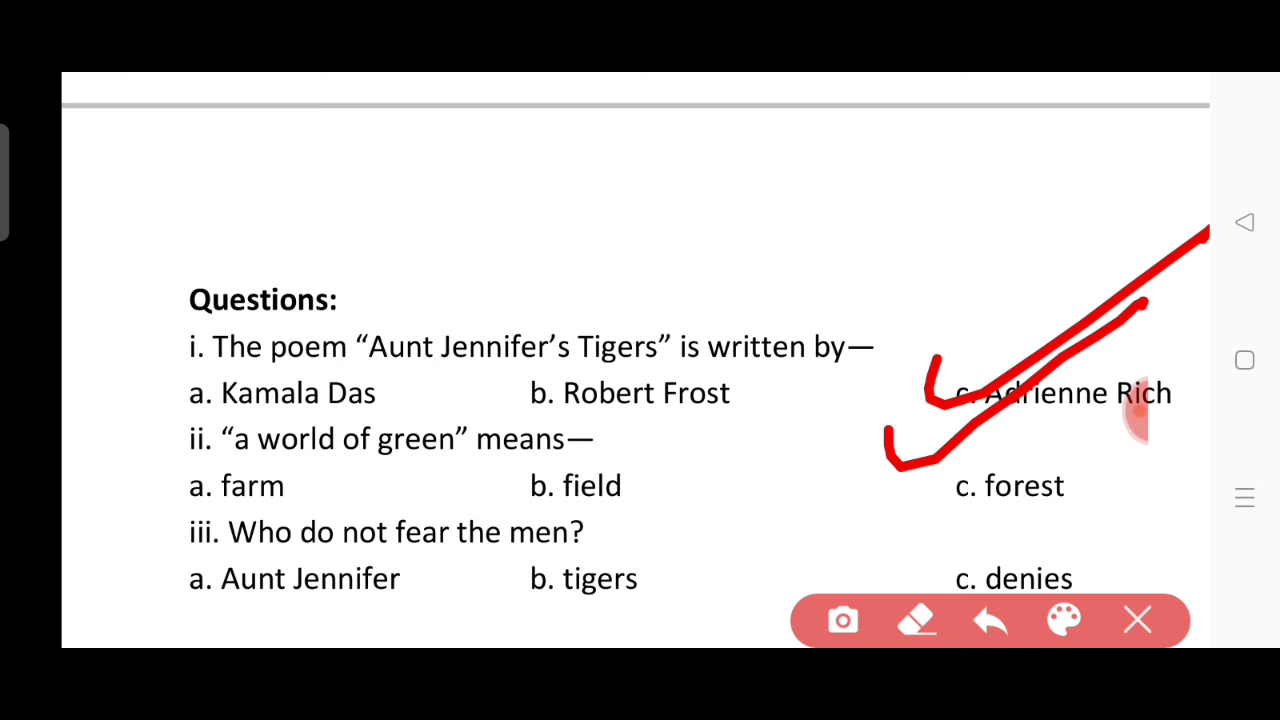 Questions:
i. The poem “Aunt Jennifer’s Tigers” is written by—
a. Kamala Das b. Robert Frost c. Adrienne Rich
ii. “a world of green” means—
a. farm b. field c. forest
iii. Who do not fear the men?
a. Aunt Jennifer b. tigers c. denies